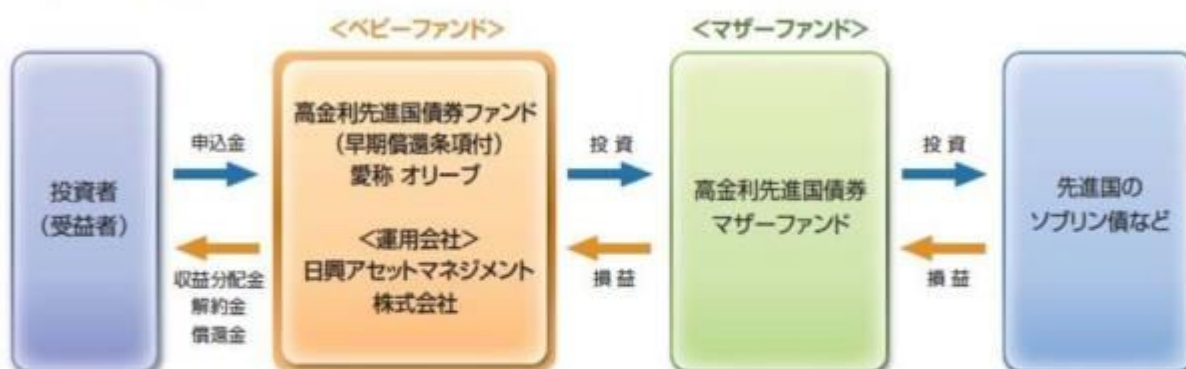 <ベビーファンド>
<マザーファンド>
投資者
(受益者)
申込金
収益分配金
解約金
償還金
高金利先進国債券ファンド
(早期償還条項付)
愛称 オリーブ
<運用会社>
日興アセットマネジメント
株式会社
投 資
損 益
高金利先進国債券
マザーファンド
投 資
損 益
先進国の
ソブリン債など